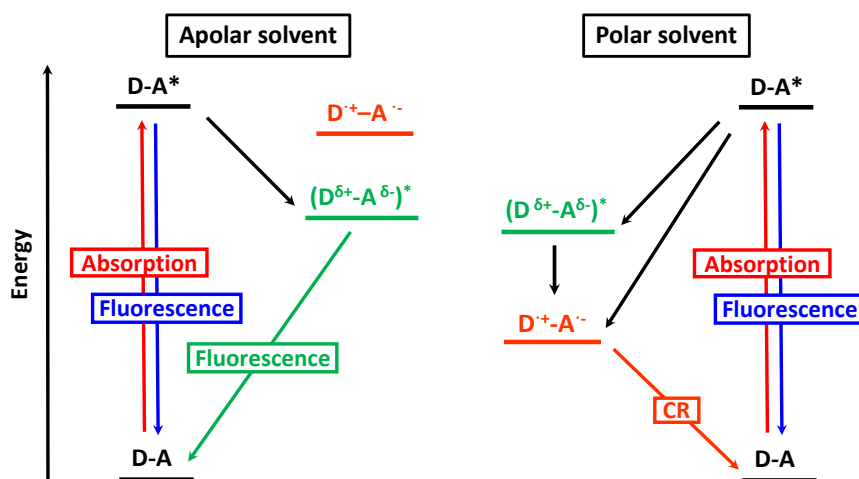 Apolar solvent
Polar solvent
Energy
D-A*
D·+–A·-
(Dδ+-Aδ-)*
Absorption
Fluorescence
Fluorescence
D-A
D-A*
(Dδ+-Aδ-)*
D·+-A·-
Absorption
Fluorescence
CR
D-A